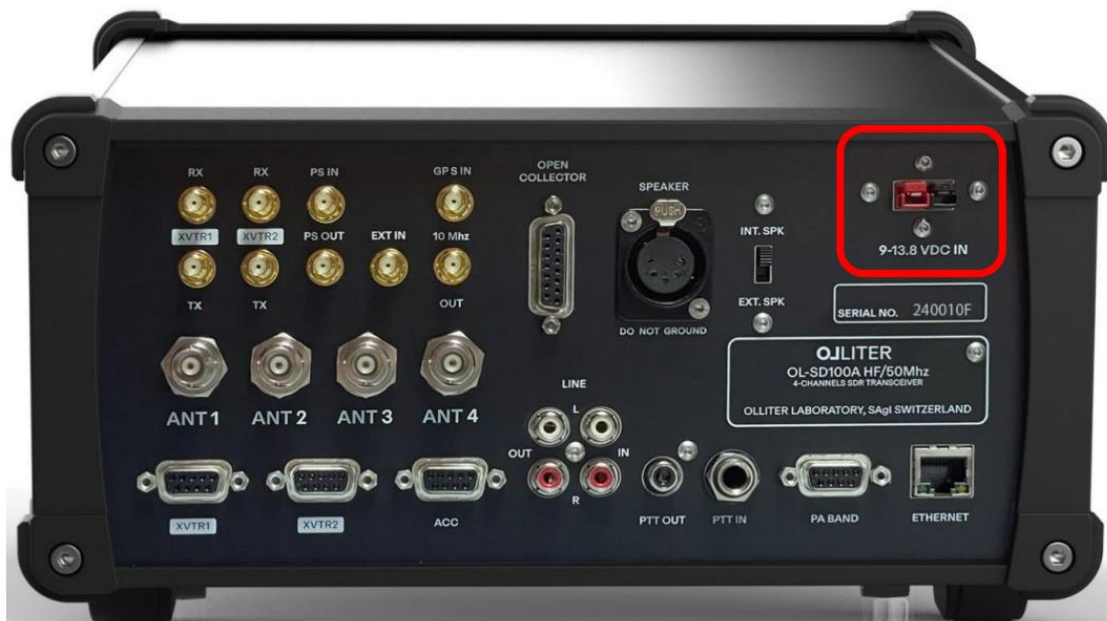 RX RX PS IN GPS IN
XVTR1 XVTR2 PS OUT EXT IN 10 Mhz
TX TX OUT
OPEN
COLLECTOR
SPEAKER
PUSH
DO NOT GROUND
INT. SPK
EXT. SPK
9-13.8 VDC IN
SERIAL NO. 240010F
OLLITER
OL-SD100A HF/50Mhz
4-CHANNELS SDR TRANSCEIVER
OLLITER LABORATORY, SAgl SWITZERLAND
ANT 1 ANT 2 ANT 3 ANT 4
LINE
L
OUT IN
R
XVTR1 XVTR2 ACC
PTT OUT PTT IN PA BAND ETHERNET